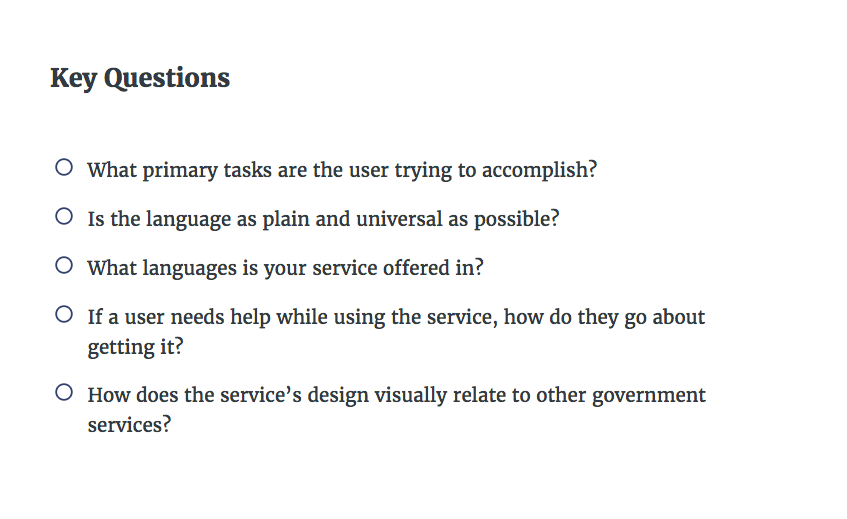 Key Questions
What primary tasks are the user trying to accomplish?
Is the language as plain and universal as possible?
What languages is your service offered in?
If a user needs help while using the service, how do they go about
getting it?
How does the service’s design visually relate to other government
services?